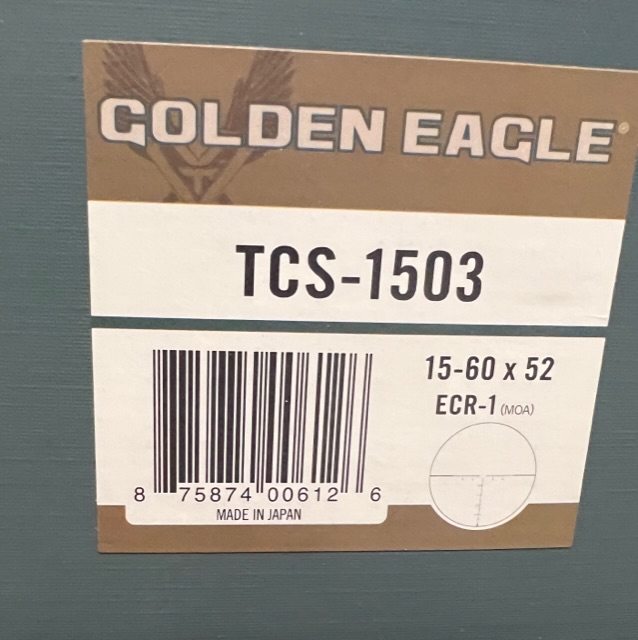 GOLDEN EAGLE®
TCS-1503
15-60 x 52
ECR-1 (MOA)
8 75874 00612 6
MADE IN JAPAN